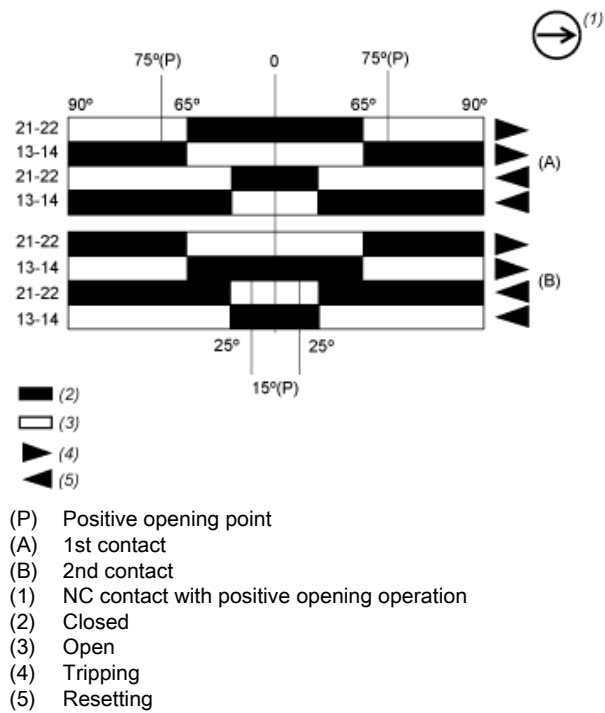 (1)
75º(P) 0 75º(P)
90º 65º 65º 90º
21-22
13-14
(A)
21-22
13-14
21-22
13-14
(B)
21-22
13-14
25º 25º
15º(P)
(2)
(3)
(4)
(5)
(P) Positive opening point
(A) 1st contact
(B) 2nd contact
(1) NC contact with positive opening operation
(2) Closed
(3) Open
(4) Tripping
(5) Resetting